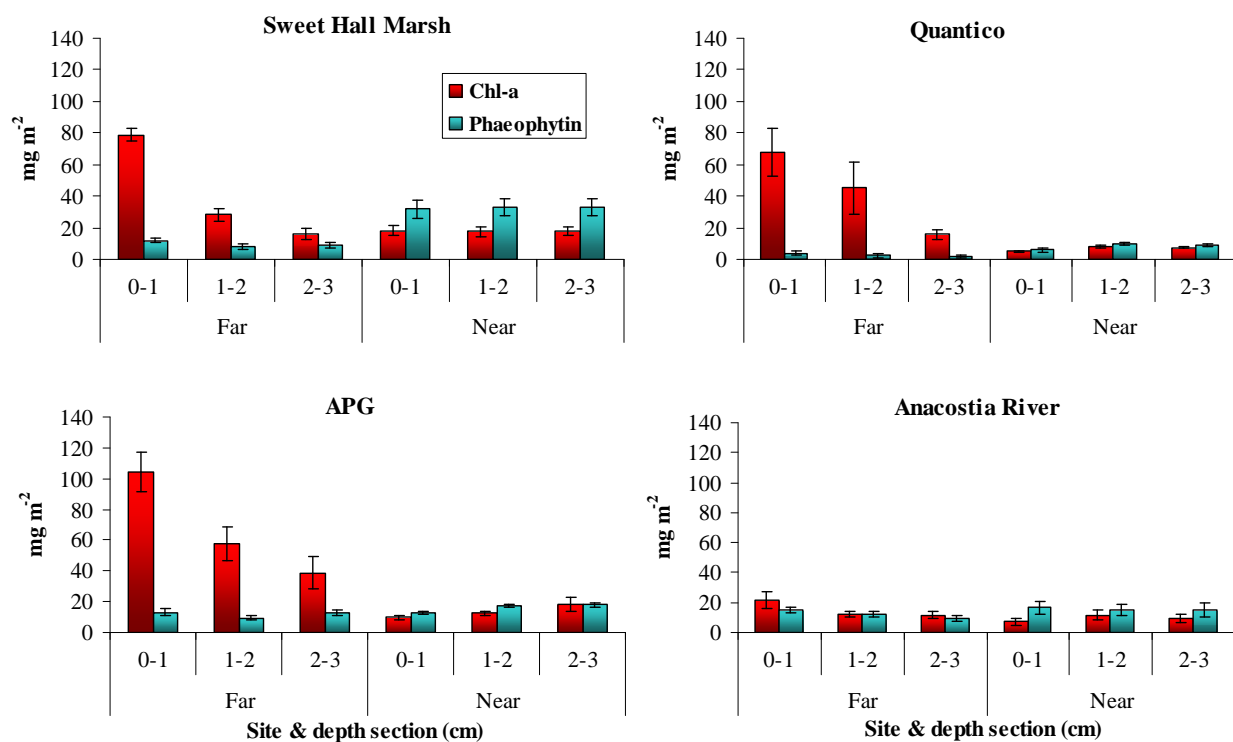 Sweet Hall Marsh
140
120
100
80
60
40
20
0
mg m-2
Chl-a
Phaeophytin
0-1 1-2 2-3 0-1 1-2 2-3
Far Near
Quantico
140
120
100
80
60
40
20
0
mg m-2
0-1 1-2 2-3 0-1 1-2 2-3
Far Near
APG
140
120
100
80
60
40
20
0
mg m-2
0-1 1-2 2-3 0-1 1-2 2-3
Far Near
Site & depth section (cm)
Anacostia River
140
120
100
80
60
40
20
0
mg m-2
0-1 1-2 2-3 0-1 1-2 2-3
Far Near
Site & depth section (cm)